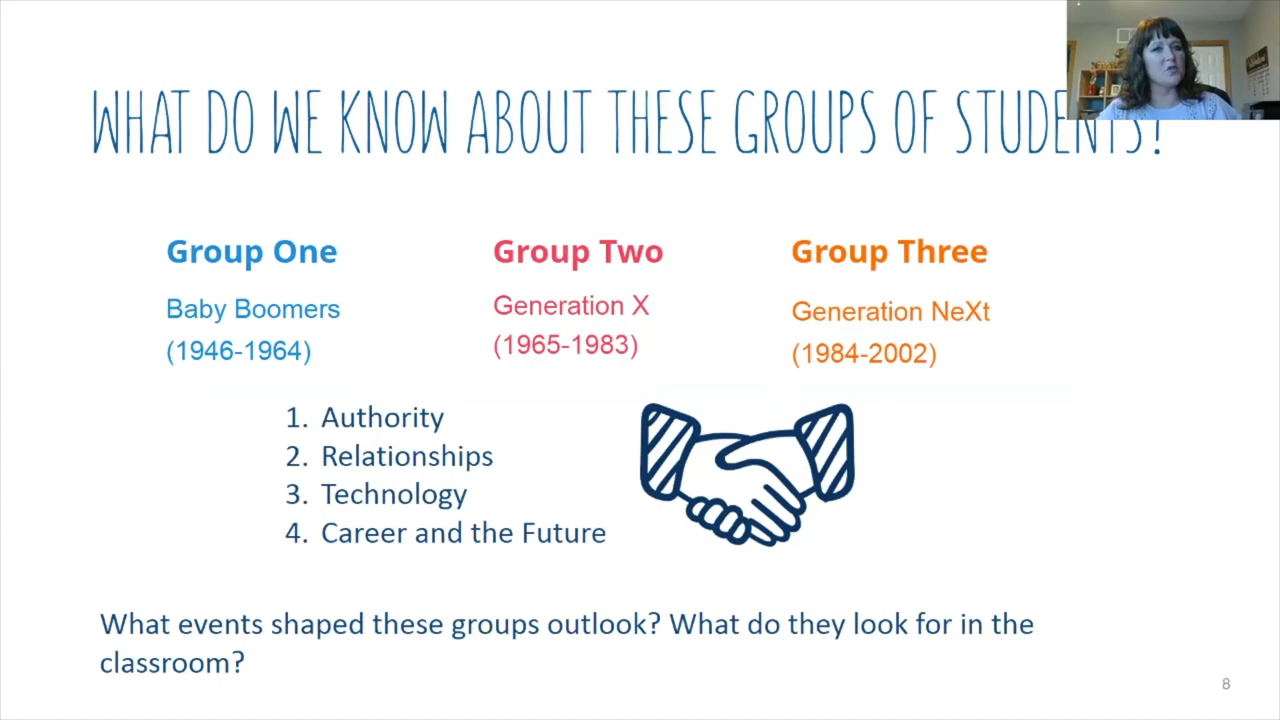 WHAT DO WE KNOW ABOUT THESE GROUPS OF STUDENTS?
Group One
Baby Boomers
(1946-1964)
Group Two
Generation X
(1965-1983)
Group Three
Generation NeXt
(1984-2002)
1. Authority
2. Relationships
3. Technology
4. Career and the Future
What events shaped these groups outlook? What do they look for in the
classroom?
8